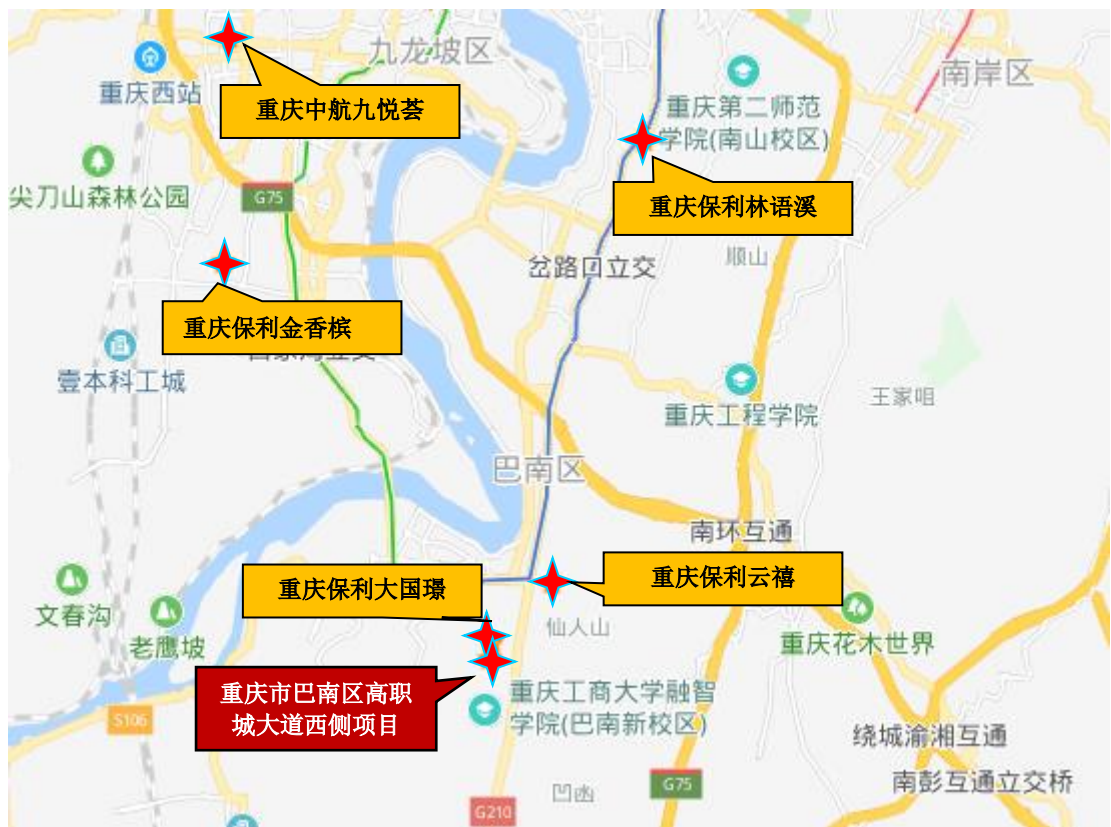 九龙坡区
重庆西站
南岸区
重庆中航九悦荟
重庆第二师范
学院(南山校区)
尖刀山森林公园
G75
重庆保利林语溪
顺山
岔路口立交
重庆保利金香槟
壹本科工城
王家咀
重庆工程学院
巴南区
南环互通
重庆保利大国璟
重庆保利云禧
文春沟
仙人山
老鹰坡
重庆花木世界
重庆市巴南区高职
城大道西侧项目
重庆工商大学融智
学院(巴南新校区)
S106
绕城渝湘互通
南彭互通立交桥
凹凼
G75
G210